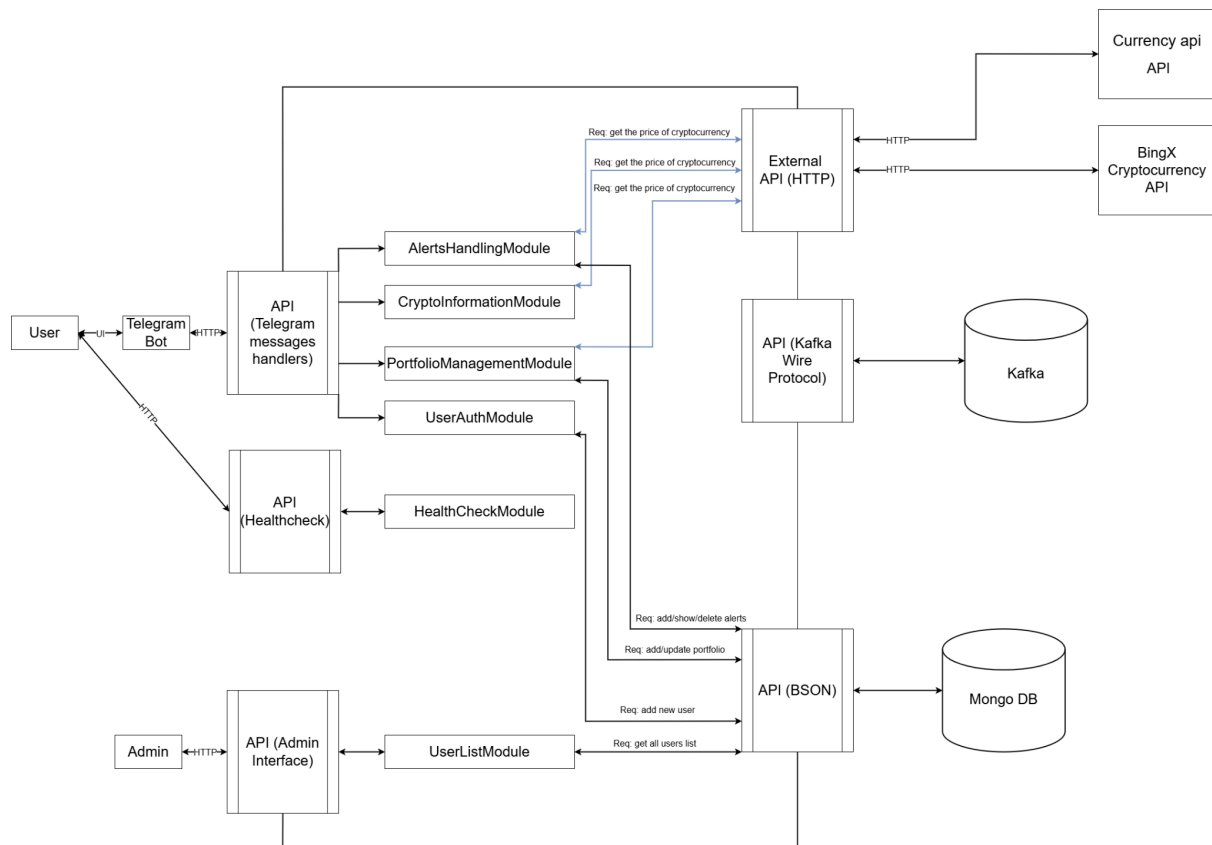 Currency api
API
Req: get the price of cryptocurrency
HTTP
Req: get the price of cryptocurrency
External
API (HTTP)
HTTP
BingX
Cryptocurrency
API
Req: get the price of cryptocurrency
AlertsHandlingModule
CryptoInformationModule
API
(Telegram
messages
handlers)
User
UI
Telegram
Bot
HTTP
PortfolioManagementModule
API (Kafka
Wire
Protocol)
Kafka
UserAuthModule
HTTP
API
(Healthcheck)
HealthCheckModule
Req: add/show/delete alerts
Req: add/update portfolio
API (BSON)
Mongo DB
Req: add new user
Admin
HTTP
API (Admin
Interface)
UserListModule
Req: get all users list